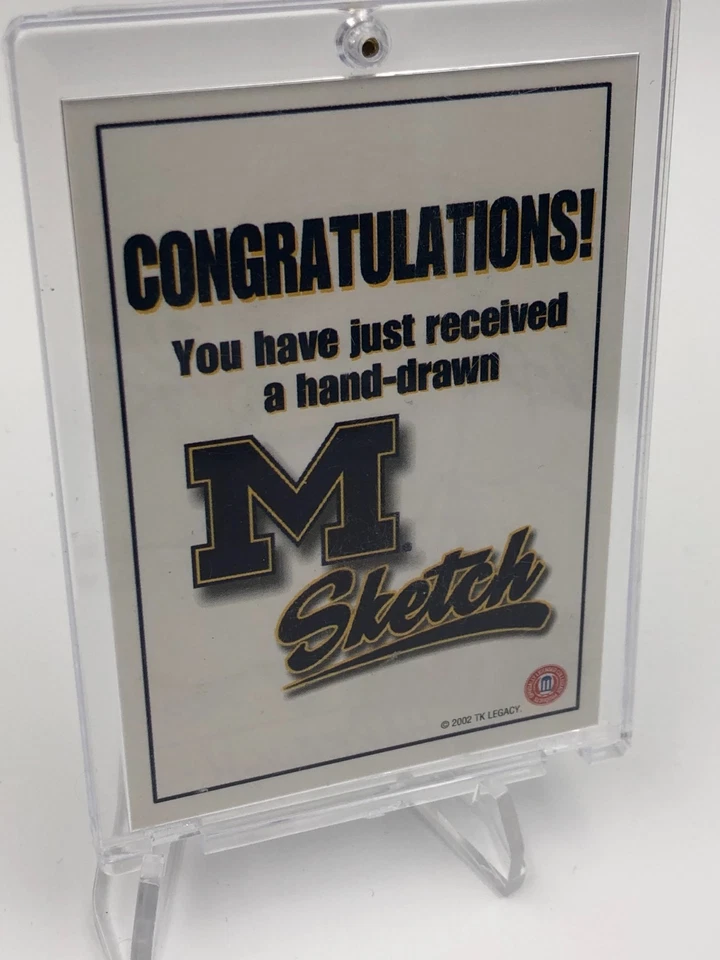 CONGRATULATIONS!
You have just received
a hand-drawn
M®
Sketch
© 2002 TK LEGACY.